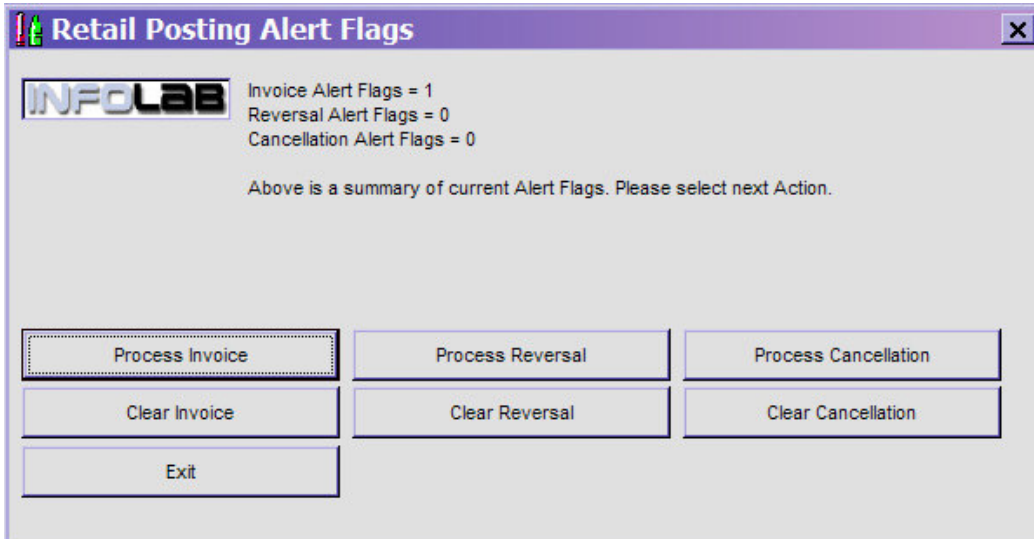 Retail Posting Alert Flags
INFOLAB
Invoice Alert Flags = 1
Reversal Alert Flags = 0
Cancellation Alert Flags = 0
Above is a summary of current Alert Flags. Please select next Action.
Process Invoice Process Reversal Process Cancellation
Clear Invoice Clear Reversal Clear Cancellation
Exit